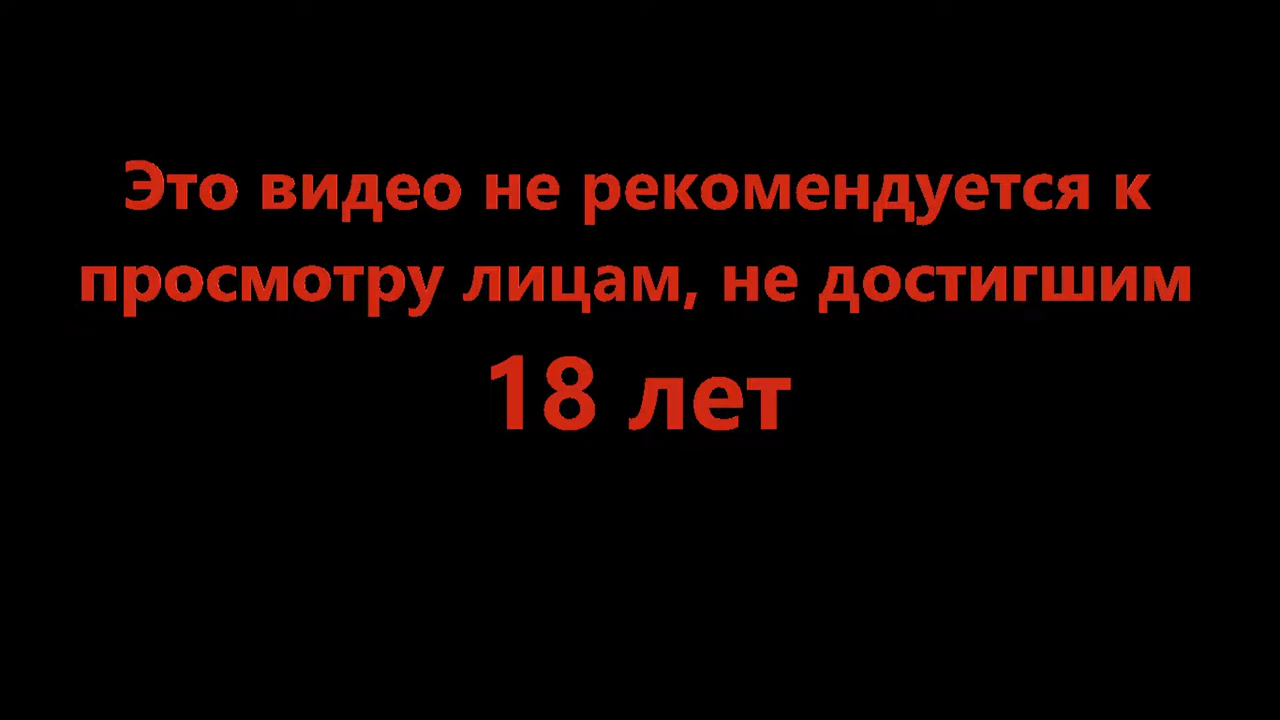 Это видео не рекомендуется к
просмотру лицам, не достигшим
18 лет